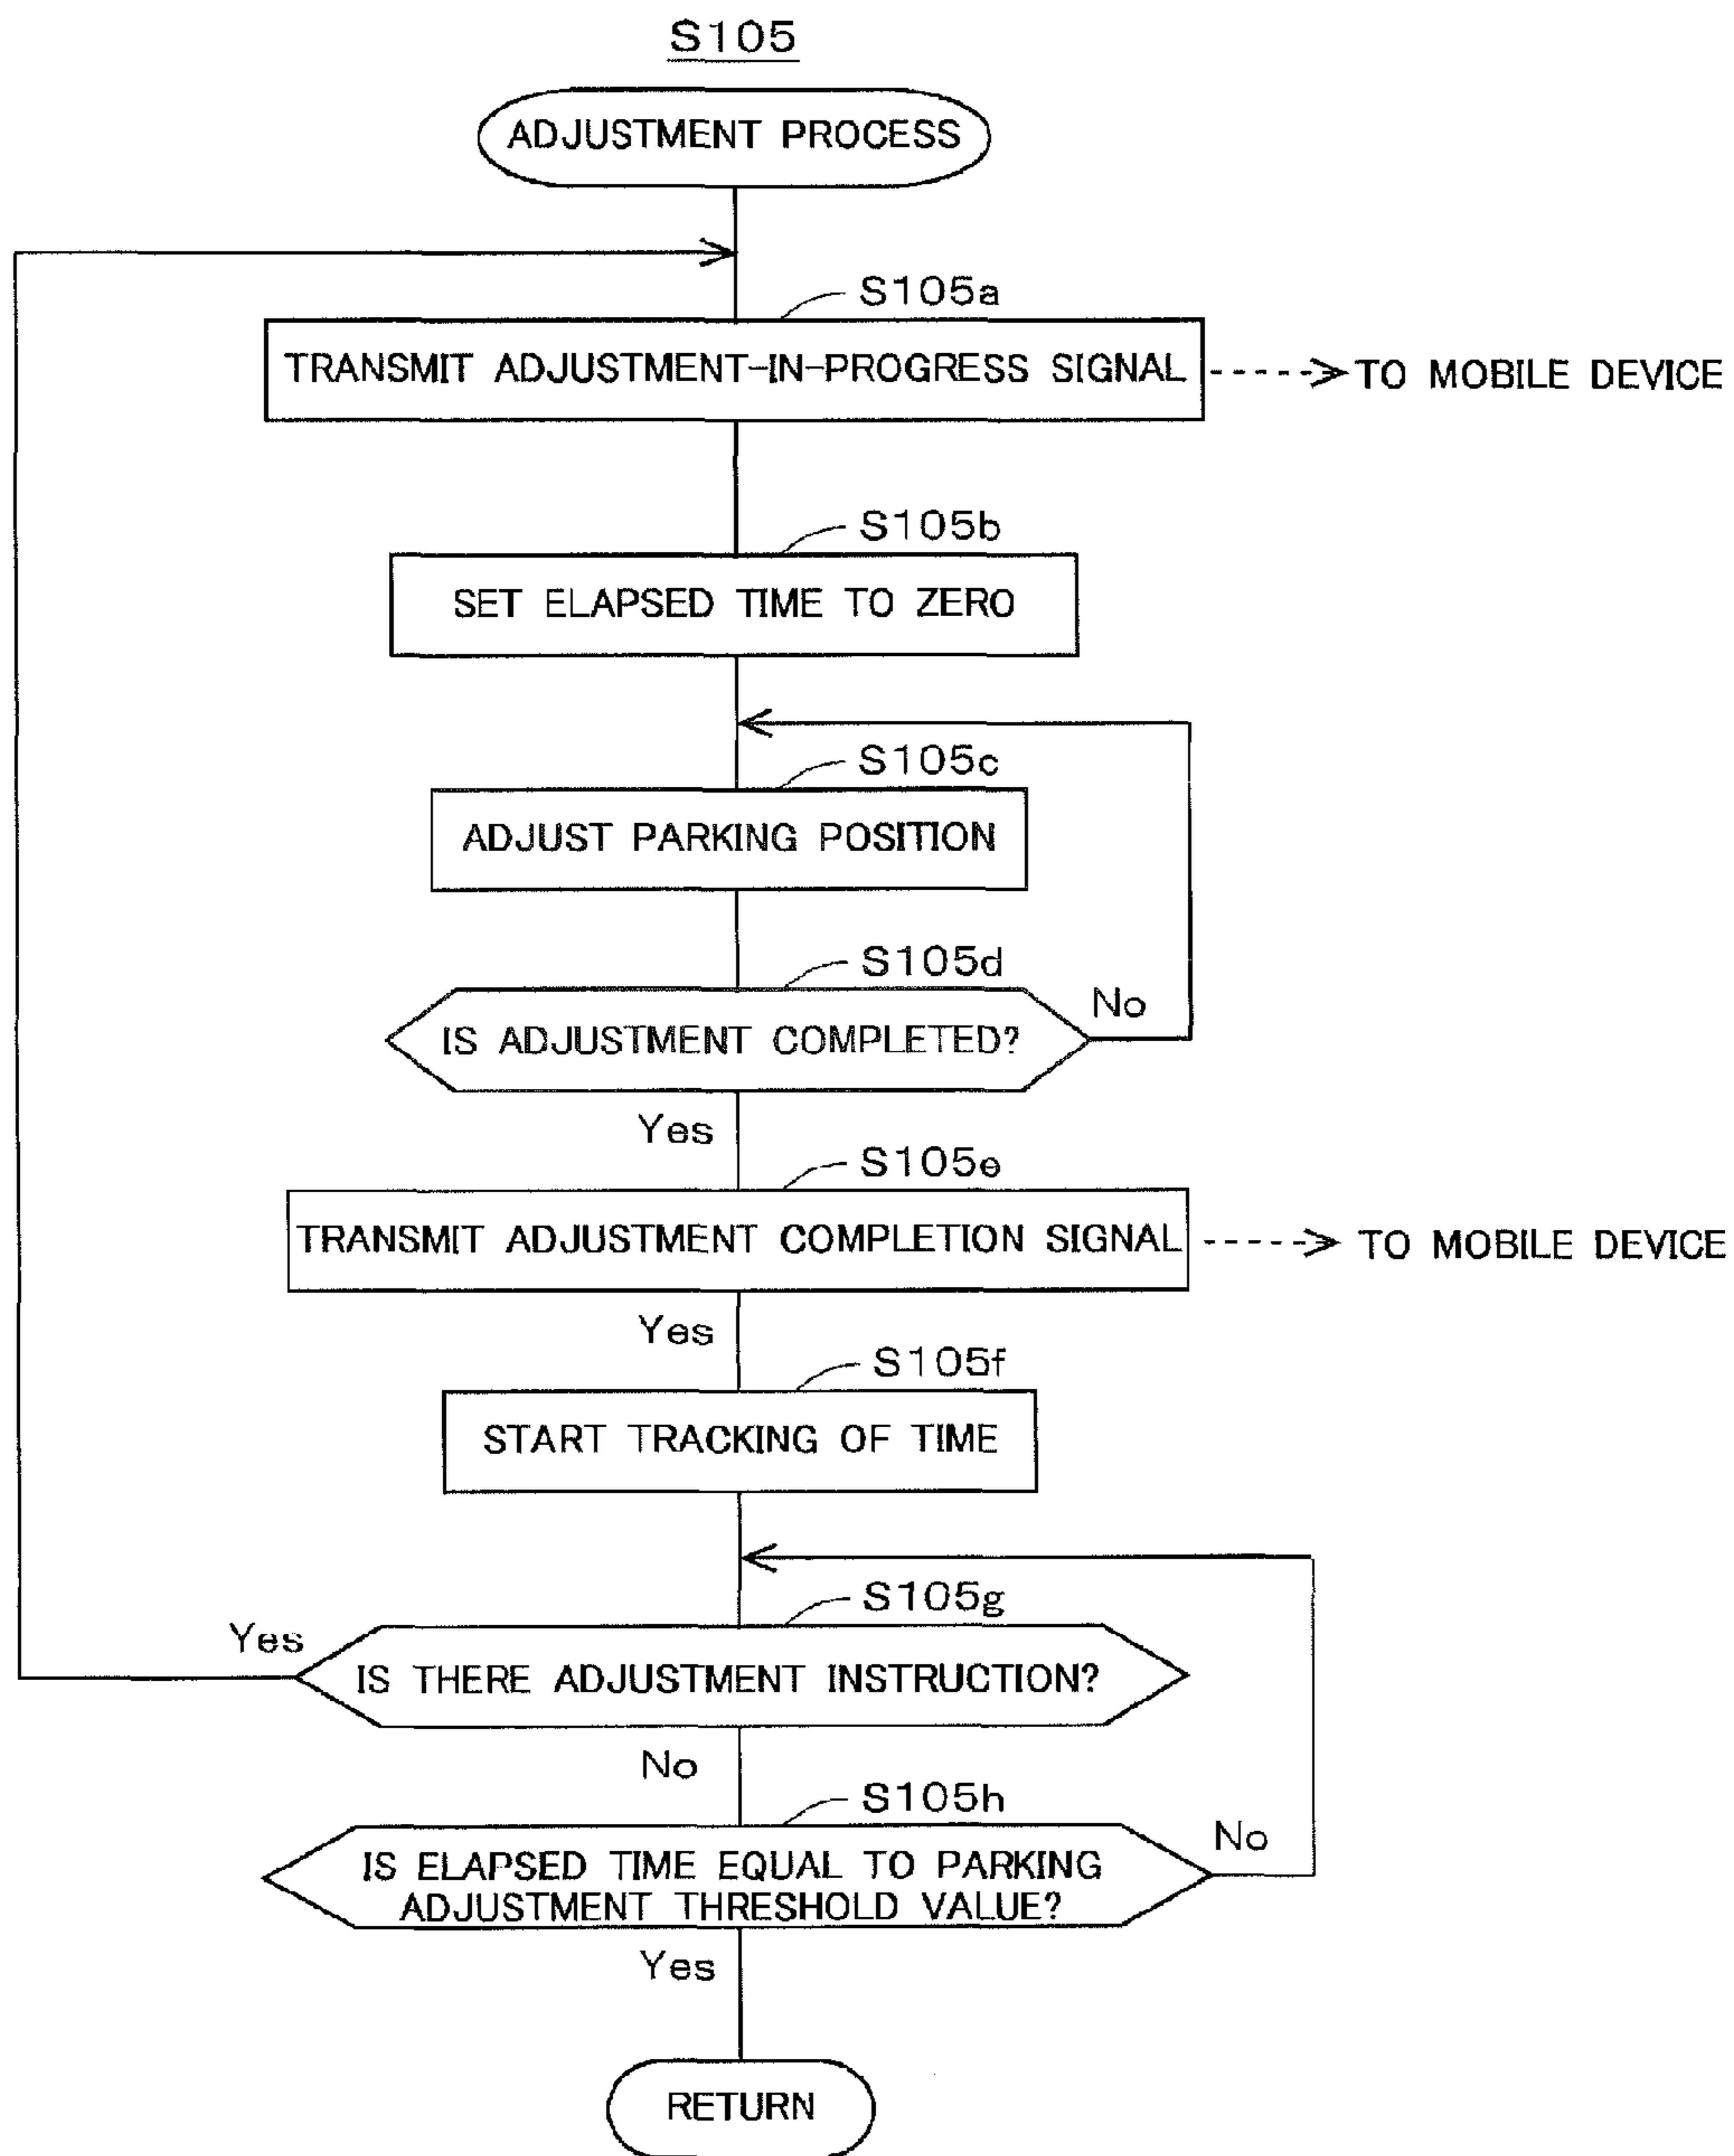 S105
ADJUSTMENT PROCESS
S105a
TRANSMIT ADJUSTMENT-IN-PROGRESS SIGNAL
TO MOBILE DEVICE
S105b
SET ELAPSED TIME TO ZERO
S105c
ADJUST PARKING POSITION
S105d
IS ADJUSTMENT COMPLETED?
No
Yes
S105e
TRANSMIT ADJUSTMENT COMPLETION SIGNAL
TO MOBILE DEVICE
Yes
S105f
START TRACKING OF TIME
S105g
Yes
IS THERE ADJUSTMENT INSTRUCTION?
No
S105h
No
IS ELAPSED TIME EQUAL TO PARKING
ADJUSTMENT THRESHOLD VALUE?
Yes
RETURN